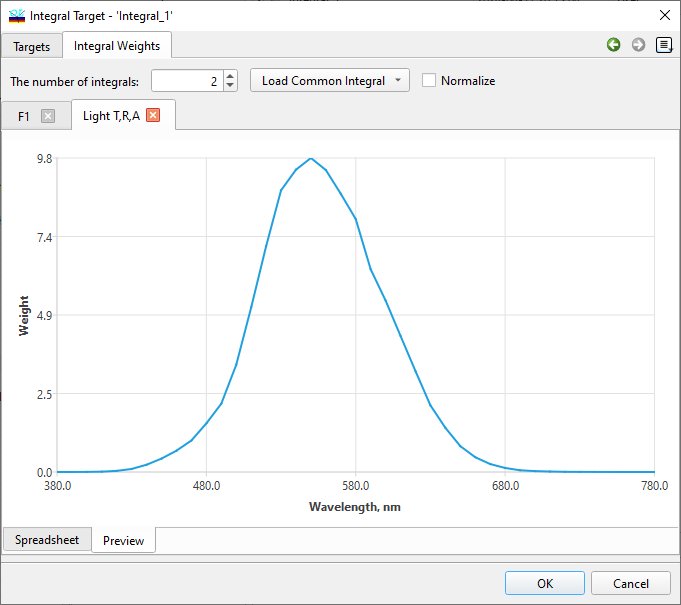 Integral Target - 'Integral_1'
Targets
Integral Weights
The number of integrals:
2
Load Common Integral
Normalize
F1
Light T,R,A
9.8
7.4
4.9
2.5
0.0
Weight
380.0 480.0 580.0 680.0 780.0
Wavelength, nm
Spreadsheet
Preview
OK
Cancel